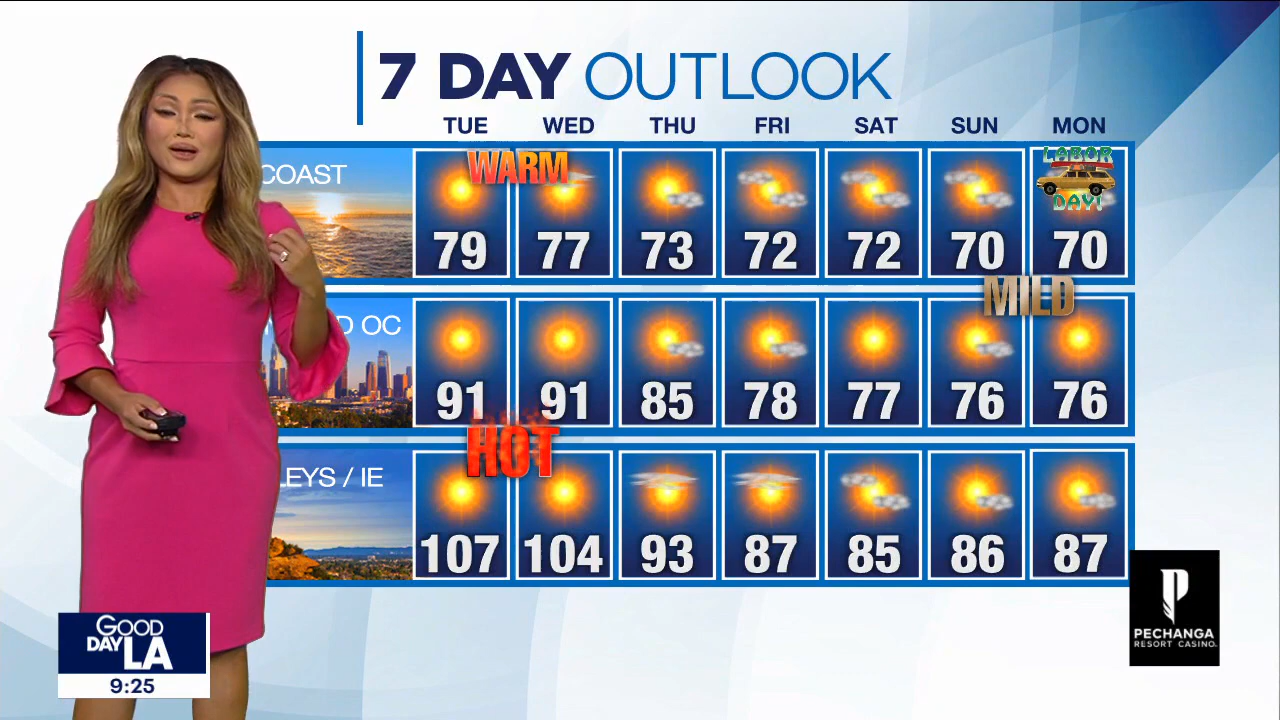 7 DAY OUTLOOK
TUE WED THU FRI SAT SUN MON
COAST
WARM
LABOR
DAY!
79 77 73 72 72 70 70
MILD
D OC
91 91 85 78 77 76 76
HOT
LEYS / IE
107 104 93 87 85 86 87
GOOD
DAY LA
9:25
PECHANGA
RESORT CASINO.